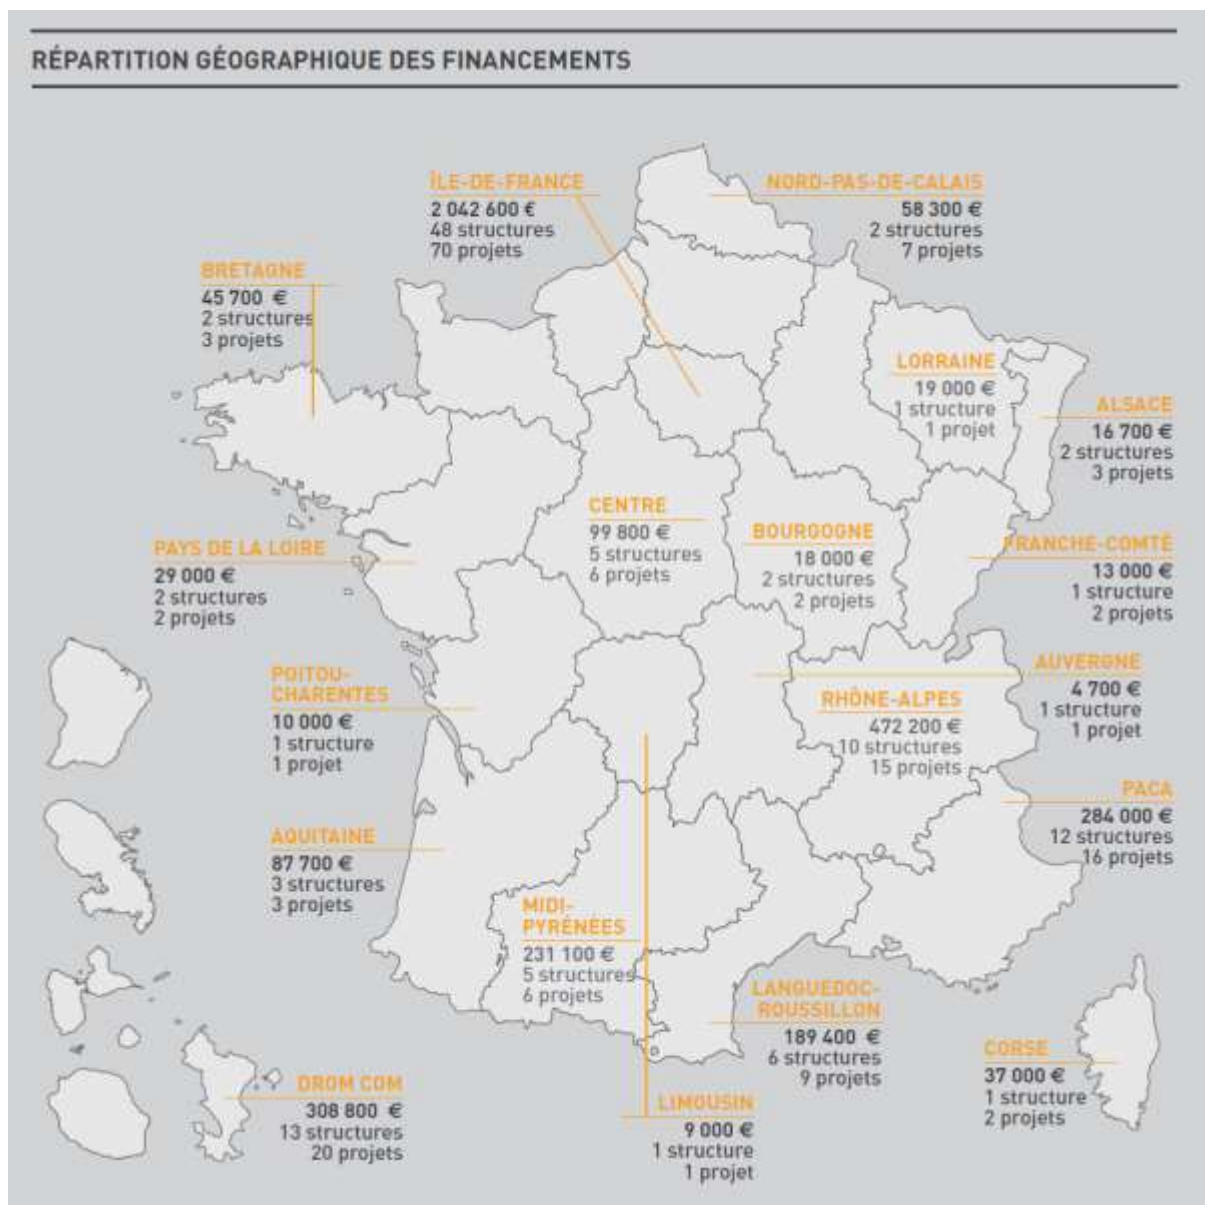 RÉPARTITION GÉOGRAPHIQUE DES FINANCEMENTS
ÎLE-DE-FRANCE
2 042 600 €
48 structures
70 projets
NORD-PAS-DE-CALAIS
58 300 €
2 structures
7 projets
BRETAGNE
45 700 €
2 structures
3 projets
LORRAINE
19 000 €
1 structure
1 projet
ALSACE
16 700 €
2 structures
3 projets
CENTRE
99 800 €
5 structures
6 projets
BOURGOGNE
18 000 €
2 structures
2 projets
FRANCHE-COMTÉ
13 000 €
1 structure
2 projets
PAYS DE LA LOIRE
29 000 €
2 structures
2 projets
POITOU-
CHARENTES
10 000 €
1 structure
1 projet
AUVERGNE
4 700 €
1 structure
1 projet
RHÔNE-ALPES
472 200 €
10 structures
15 projets
PACA
284 000 €
12 structures
16 projets
AQUITAINE
87 700 €
3 structures
3 projets
MIDI-
PYRÉNÉES
231 100 €
5 structures
6 projets
LANGUEDOC-
ROUSSILLON
189 400 €
6 structures
9 projets
CORSE
37 000 €
1 structure
2 projets
DROM COM
308 800 €
13 structures
20 projets
LIMOUSIN
9 000 €
1 structure
1 projet